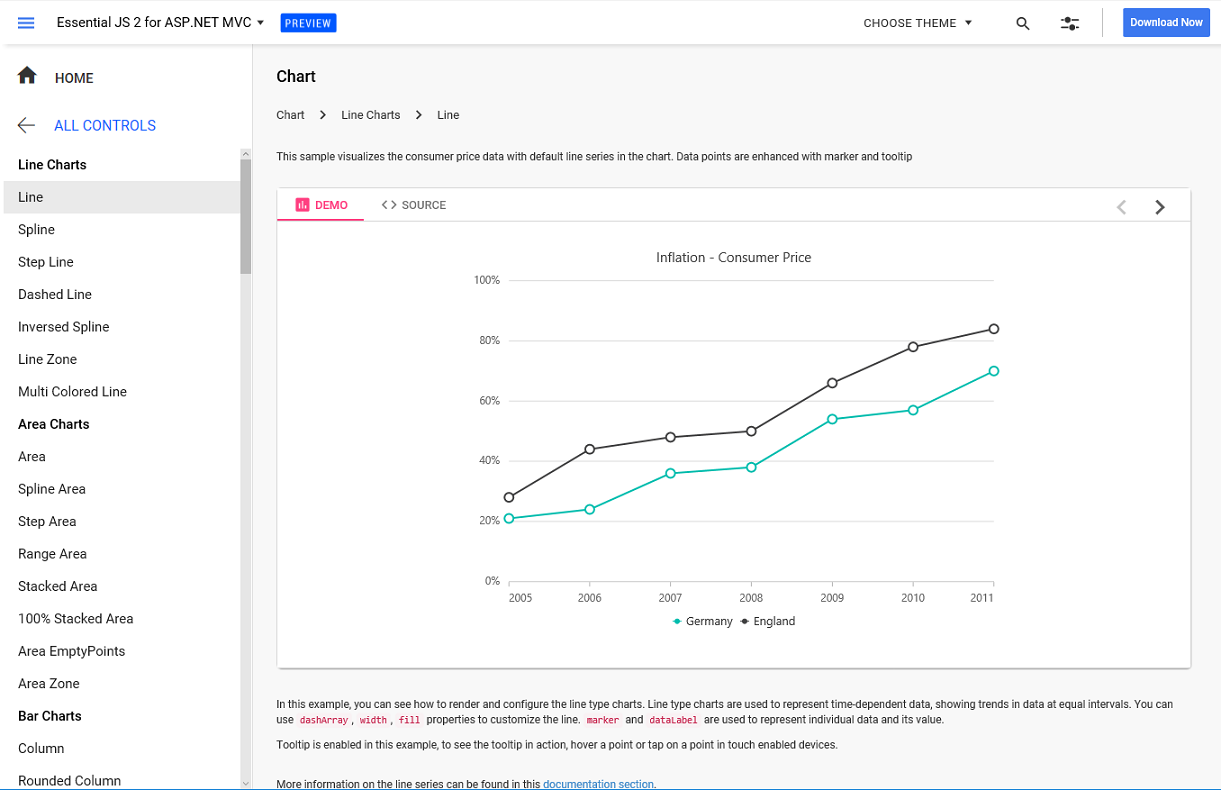 Essential JS 2 for ASP.NET MVC
PREVIEW
CHOOSE THEME
Download Now
HOME
ALL CONTROLS
Line Charts
Line
Spline
Step Line
Dashed Line
Inversed Spline
Line Zone
Multi Colored Line
Area Charts
Area
Spline Area
Step Area
Range Area
Stacked Area
100% Stacked Area
Area EmptyPoints
Area Zone
Bar Charts
Column
Rounded Column
Chart
Chart > Line Charts > Line
This sample visualizes the consumer price data with default line series in the chart. Data points are enhanced with marker and tooltip
DEMO
<> SOURCE
Inflation - Consumer Price
100%
80%
60%
40%
20%
0%
2005 2006 2007 2008 2009 2010 2011
Germany England
In this example, you can see how to render and configure the line type charts. Line type charts are used to represent time-dependent data, showing trends in data at equal intervals. You can
use dashArray, width, fill properties to customize the line. marker and dataLabel are used to represent individual data and its value.
Tooltip is enabled in this example, to see the tooltip in action, hover a point or tap on a point in touch enabled devices.
More information on the line series can be found in this documentation section.